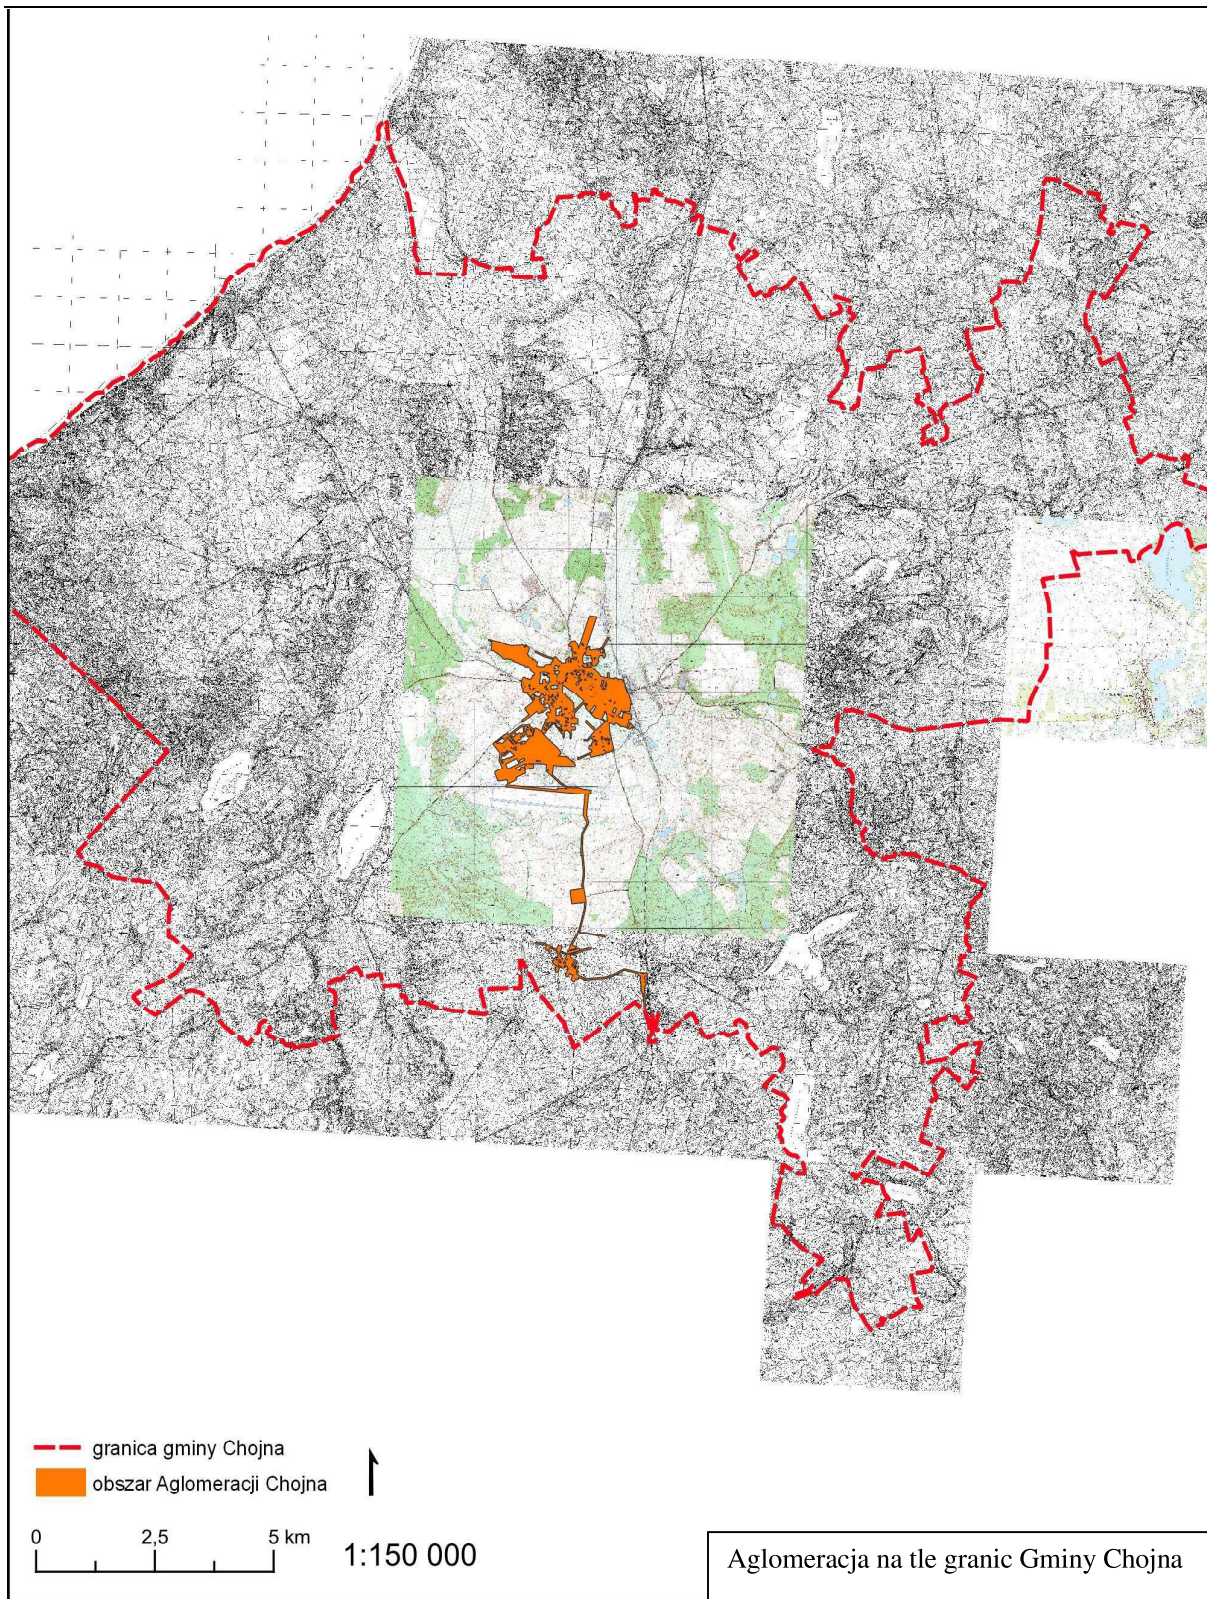 granica gminy Chojna
obszar Aglomeracji Chojna
0 2,5 5 km
1:150 000
Aglomeracja na tle granic Gminy Chojna